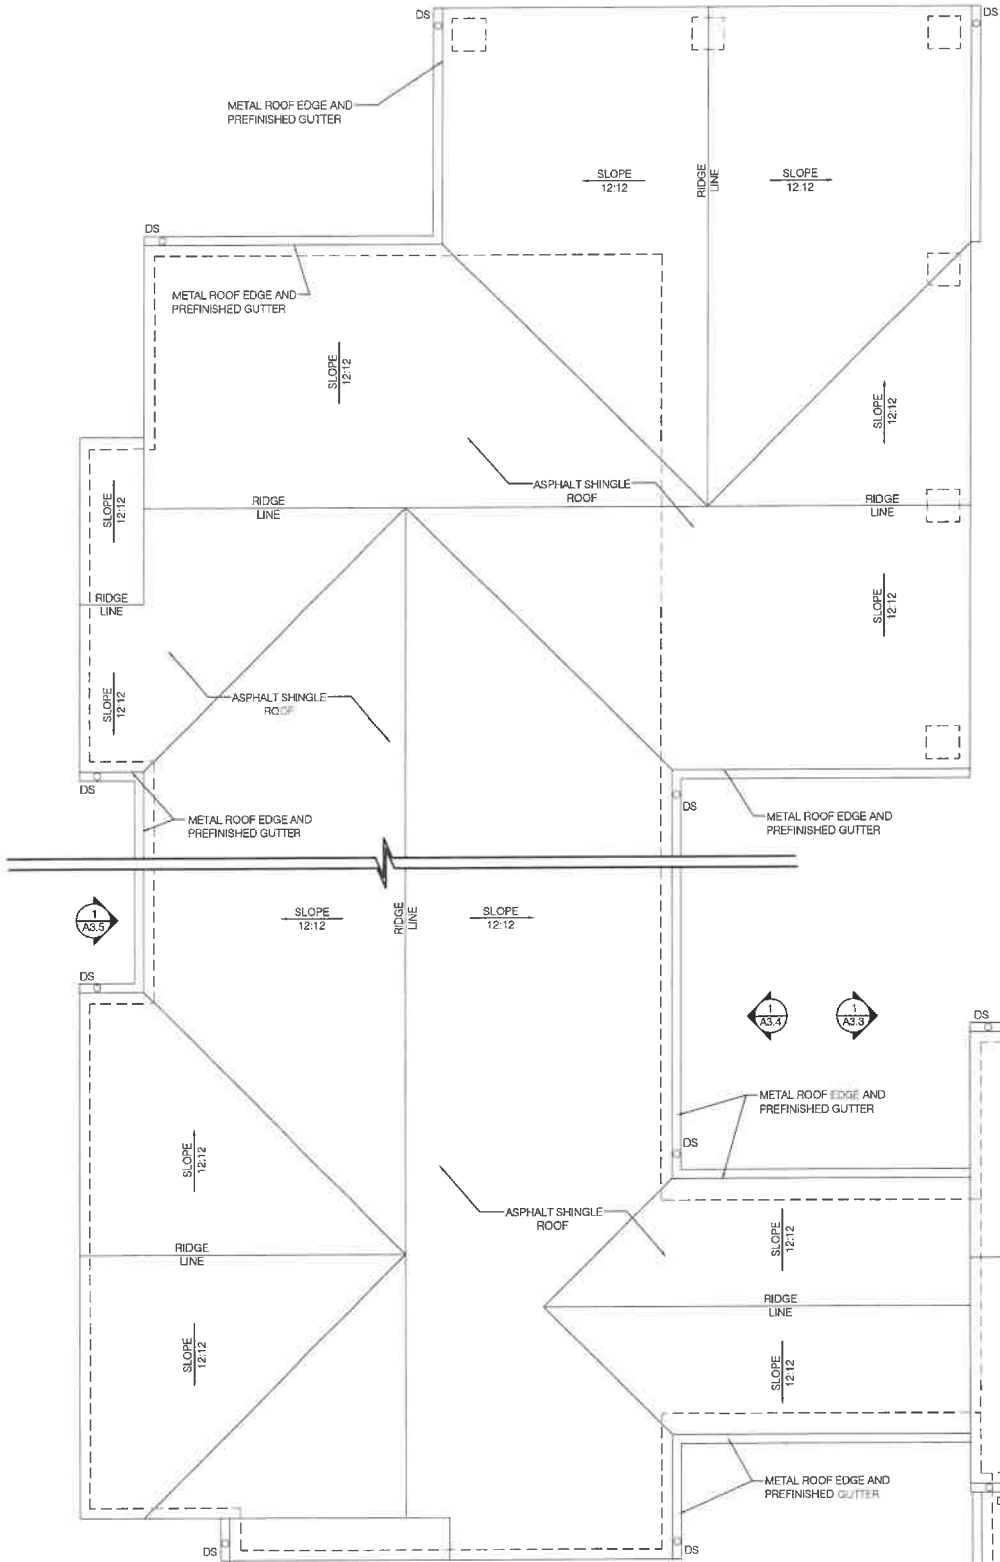 DS
DS
METAL ROOF EDGE AND
PREFINISHED GUTTER
SLOPE
12:12
RIDGE
LINE
SLOPE
12:12
DS
METAL ROOF EDGE AND
PREFINISHED GUTTER
SLOPE
12:12
SLOPE
12:12
ASPHALT SHINGLE
ROOF
SLOPE
12:12
RIDGE
LINE
RIDGE
LINE
RIDGE
LINE
SLOPE
12:12
SLOPE
12:12
ASPHALT SHINGLE
ROOF
DS
DS
METAL ROOF EDGE AND
PREFINISHED GUTTER
METAL ROOF EDGE AND
PREFINISHED GUTTER
1
A3.5
SLOPE
12:12
RIDGE
LINE
SLOPE
12:12
DS
1
A3.4
1
A3.3
DS
METAL ROOF EDGE AND
PREFINISHED GUTTER
DS
SLOPE
12:12
ASPHALT SHINGLE
ROOF
SLOPE
12:12
RIDGE
LINE
RIDGE
LINE
SLOPE
12:12
SLOPE
12:12
METAL ROOF EDGE AND
PREFINISHED GUTTER
DS
DS